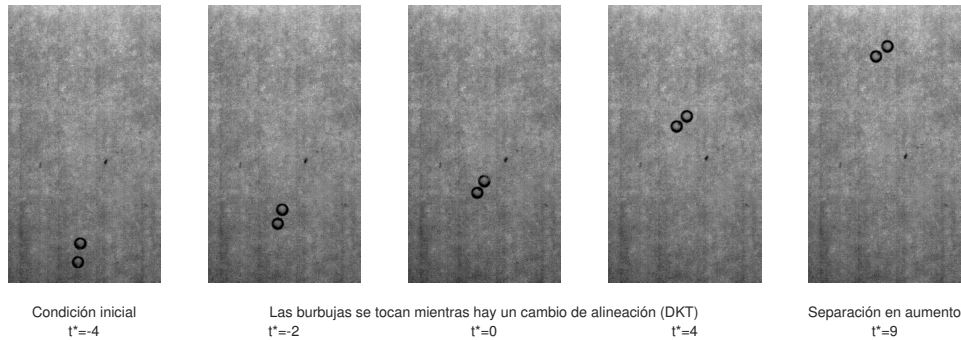 Condición inicial
t*=-4
Las burbujas se tocan mientras hay un cambio de alineación (DKT)
t*=-2
t*=0
t*=4
Separación en aumento
t*=9